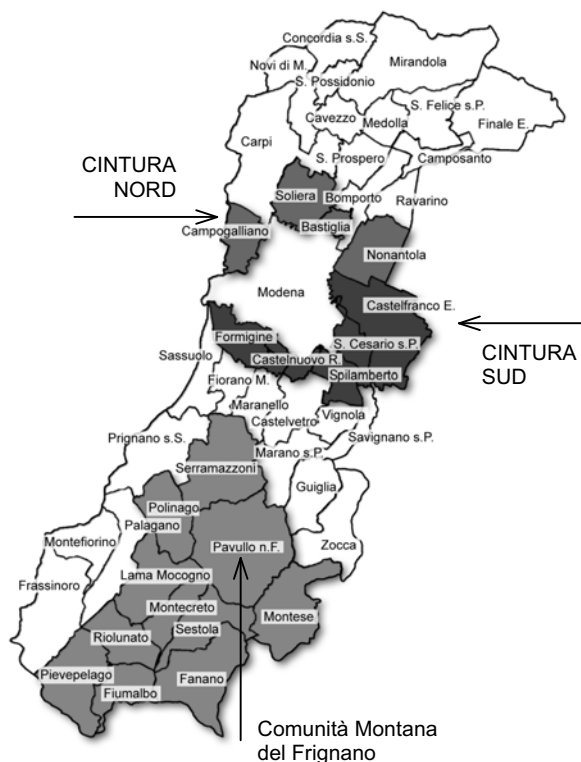 Concordia s.S.
Novi di M.
Mirandola
S. Possidonio
S. Felice s.P.
Cavezzo
Medolla
Finale E.
Carpi
S. Prospero
Camposanto
CINTURA
NORD
Soliera
Bomporto
Ravarino
Bastiglia
Campogalliano
Nonantola
Modena
Castelfranco E.
Formigine
S. Cesario s.P.
CINTURA
SUD
Sassuolo
Castelnuovo R.
Spilamberto
Fiorano M.
Maranello
Vignola
Castelvetro
Prignano s.S.
Savignano s.P.
Marano s.P.
Serramazzoni
Guiglia
Polinago
Palagano
Montefiorino
Pavullo n.F.
Zocca
Lama Mocogno
Frassinoro
Montecreto
Montese
Sestola
Riolunato
Pievepelago
Fanano
Fiumalbo
Comunità Montana
del Frignano